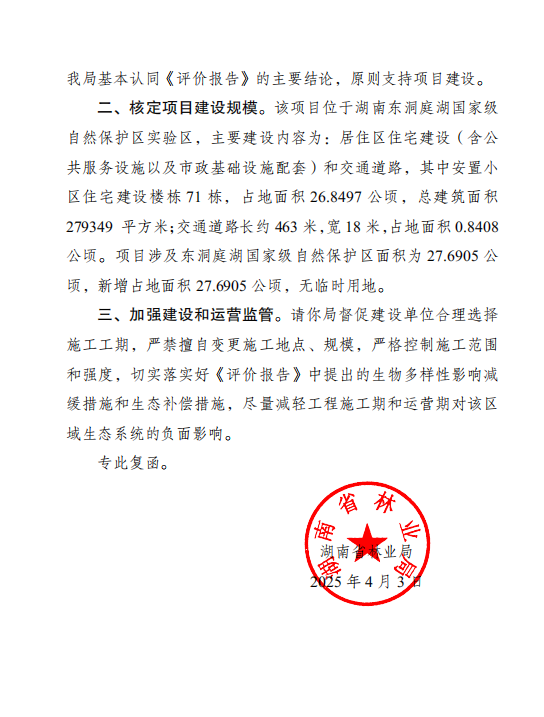 我局基本认同《评价报告》的主要结论，原则支持项目建设。
二、核定项目建设规模。该项目位于湖南东洞庭湖国家级
自然保护区实验区，主要建设内容为：居住区住宅建设（含公
共服务设施以及市政基础设施配套）和交通道路，其中安置小
区住宅建设楼栋 71 栋，占地面积 26.8497 公顷，总建筑面积
279349 平方米；交通道路长约 463 米，宽 18 米，占地面积 0.8408
公顷。项目涉及东洞庭湖国家级自然保护区面积为 27.6905 公
顷，新增占地面积 27.6905 公顷，无临时用地。
三、加强建设和运营监管。请你局督促建设单位合理选择
施工工期，严禁擅自变更施工地点、规模，严格控制施工范围
和强度，切实落实好《评价报告》中提出的生物多样性影响减
缓措施和生态补偿措施，尽量减轻工程施工期和运营期对该区
域生态系统的负面影响。
专此复函。
湖南省林业局
湖南省林业局
2025 年 4 月 3 日